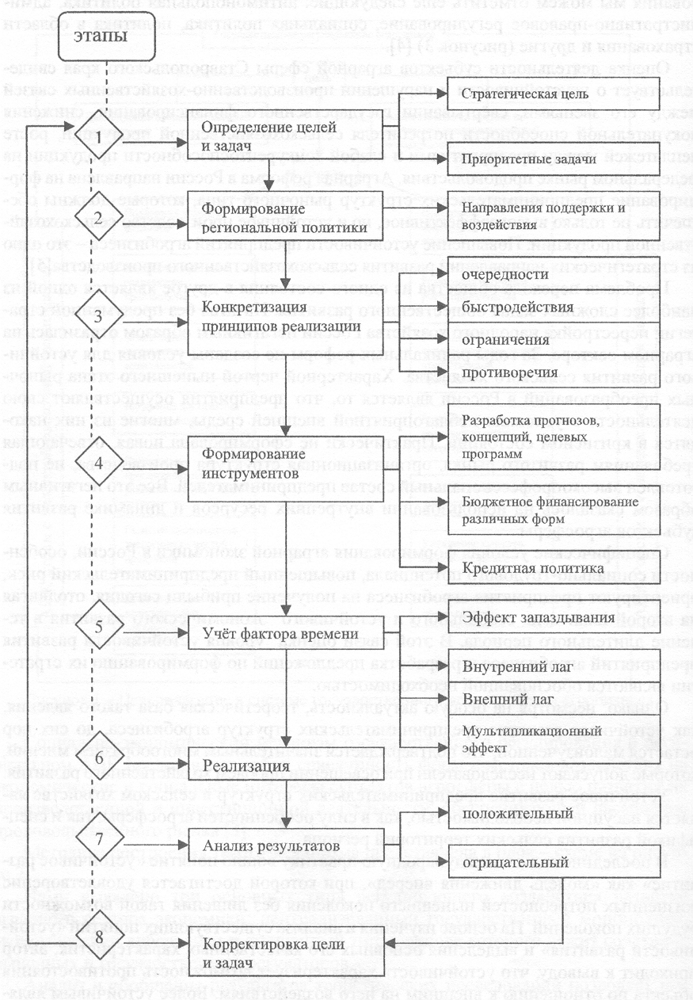 этапы
1
Определение целей
и задач
Стратегическая цель
Приоритетные задачи
2
Формирование
региональной политики
Направления поддержки и
воздействия
3
Конкретизация
принципов реализации
очередность
быстродействия
ограничения
противоречия
4
Формирование
инструментов
Разработка прогнозов,
концепций, целевых
программ
Бюджетное финансирование
различных форм
Кредитная политика
5
Учёт фактора времени
Эффект запаздывания
Внутренний лаг
Внешний лаг
6
Реализация
Мультипликационный
эффект
7
Анализ результатов
положительный
отрицательный
8
Корректировка цели
и задач